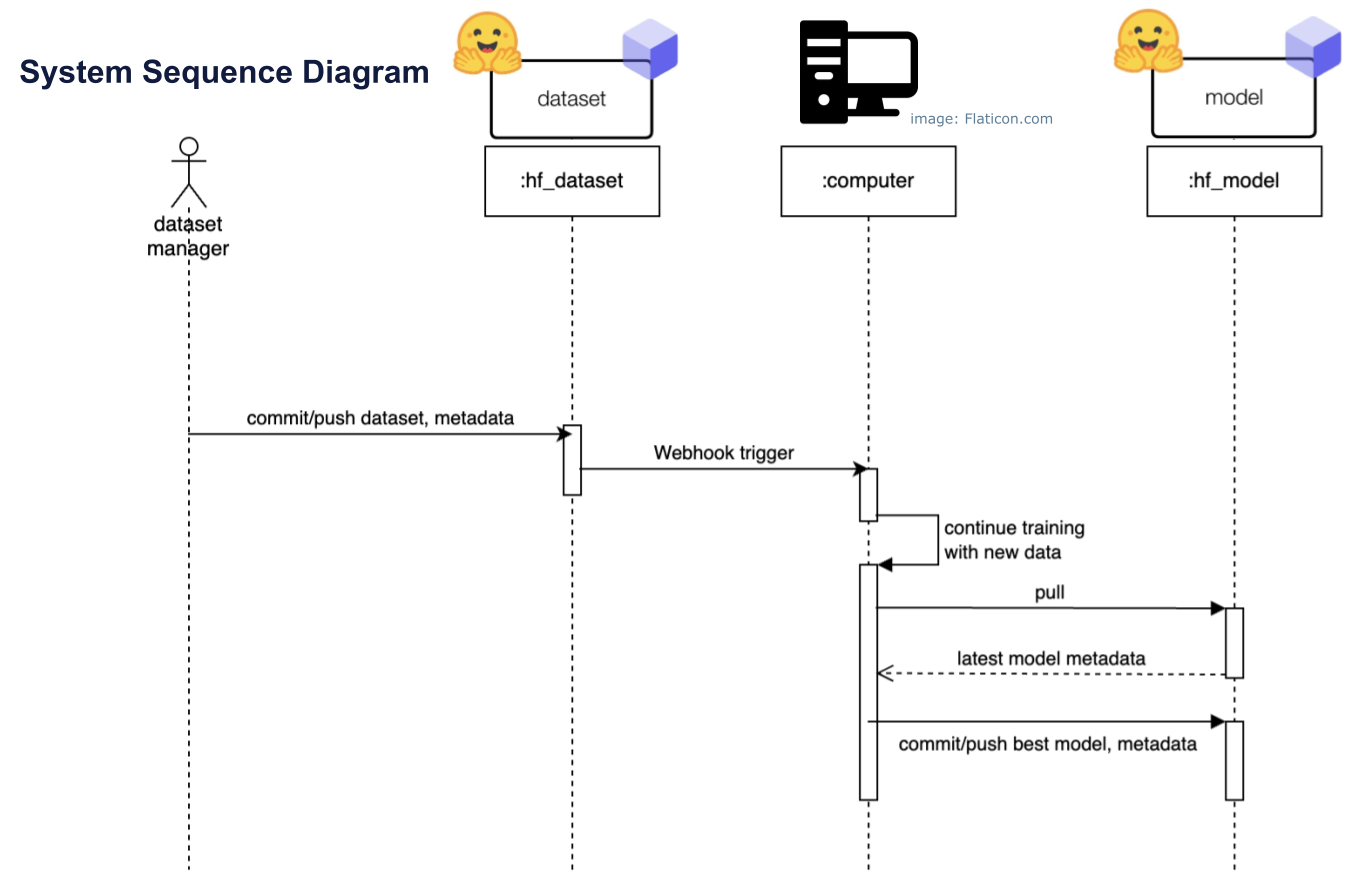 System Sequence Diagram
dataset
image: Flaticon.com
model
dataset
manager
:hf_dataset
:computer
:hf_model
commit/push dataset, metadata
Webhook trigger
continue training
with new data
pull
latest model metadata
commit/push best model, metadata